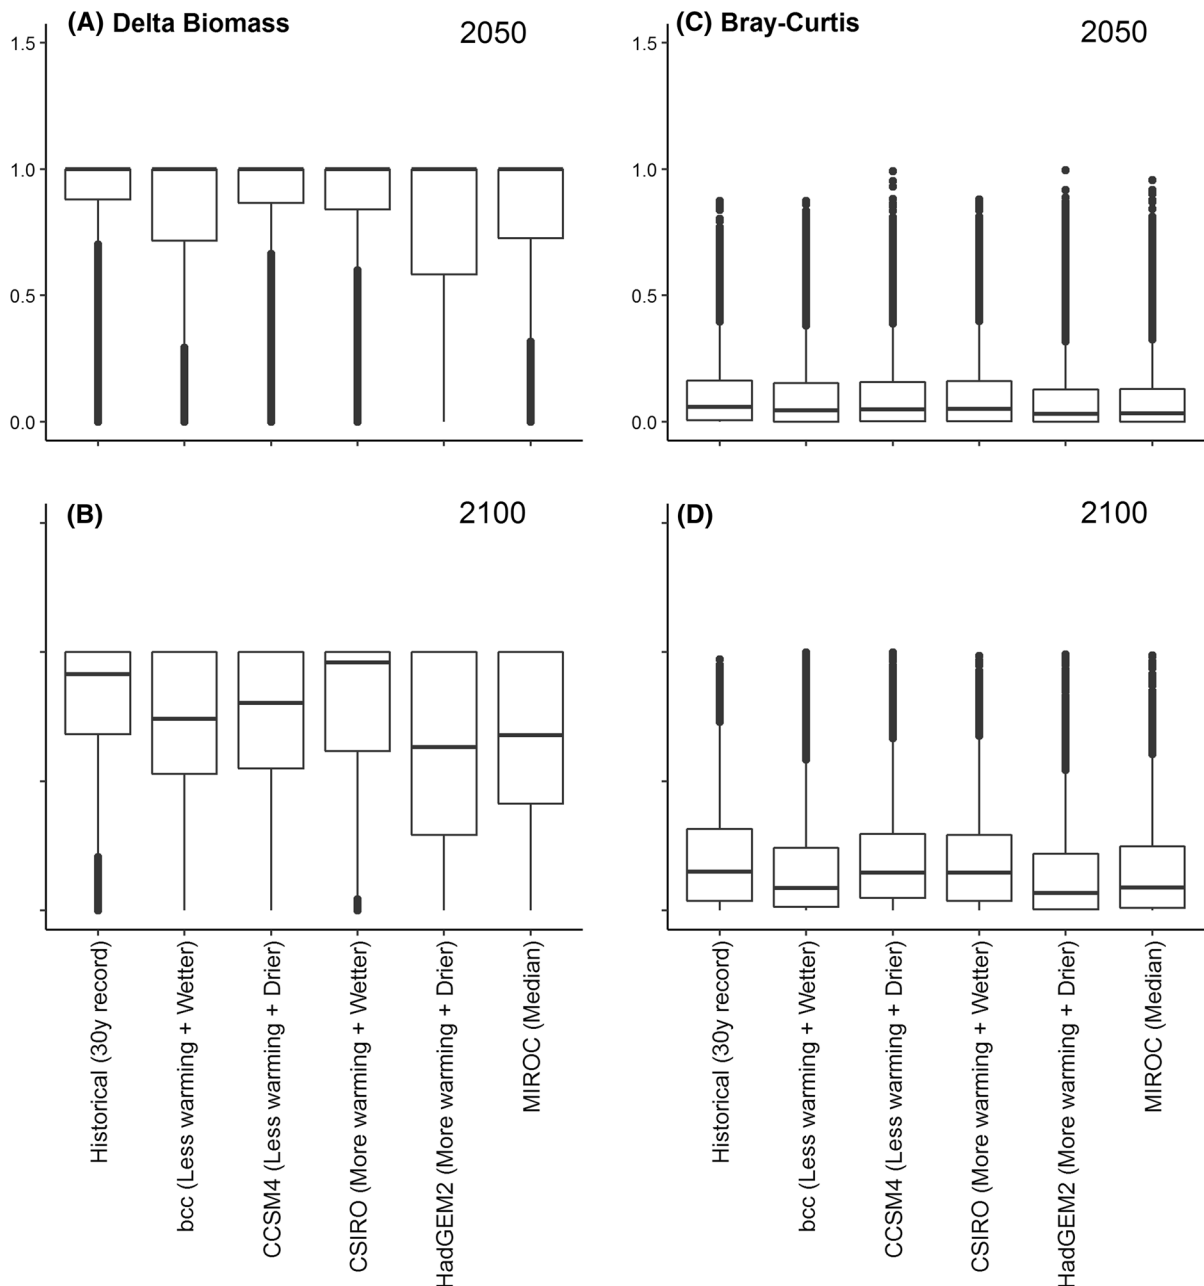 (A) Delta Biomass
2050
1.5
1.0
0.5
0.0
(C) Bray-Curtis
2050
1.5
1.0
0.5
0.0
(B)
2100
(D)
2100
Historical (30y record)
bcc (Less warming + Wetter)
CCSM4 (Less warming + Drier)
CSIRO (More warming + Wetter)
HadGEM2 (More warming + Drier)
MIROC (Median)
Historical (30y record)
bcc (Less warming + Wetter)
CCSM4 (Less warming + Drier)
CSIRO (More warming + Wetter)
HadGEM2 (More warming + Drier)
MIROC (Median)